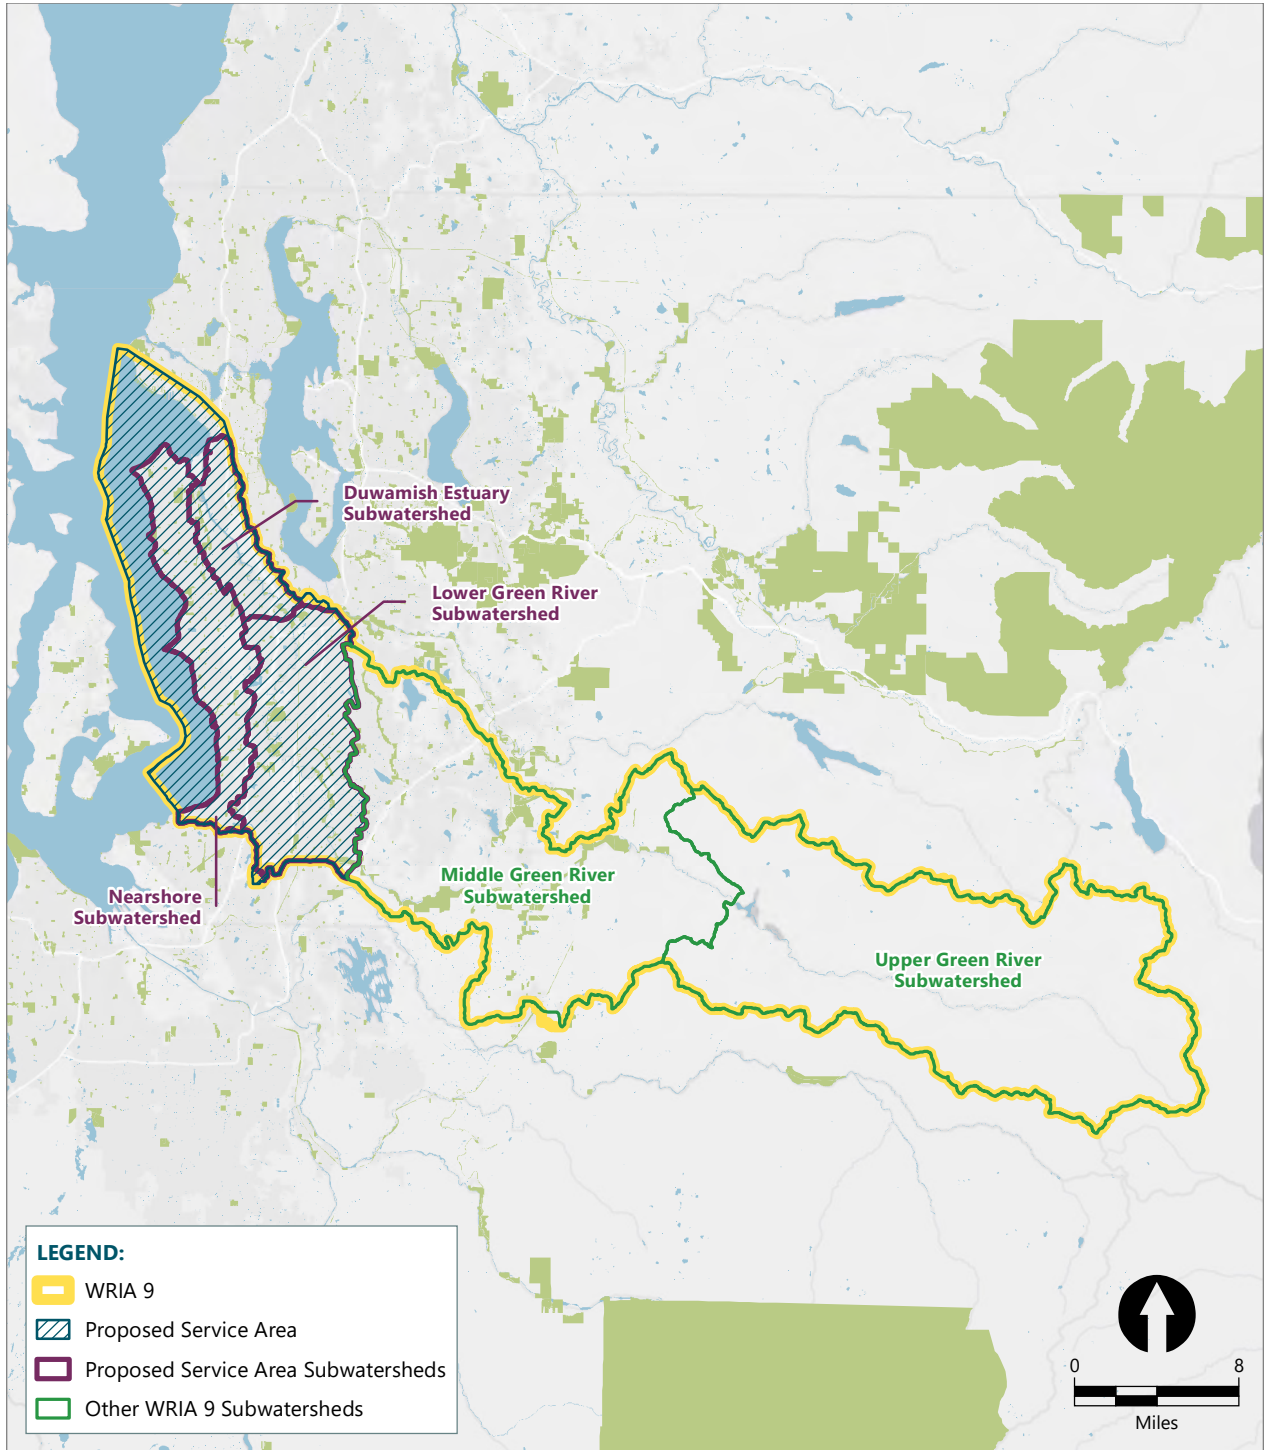 Duwamish Estuary
Subwatershed
Lower Green River
Subwatershed
Middle Green River
Subwatershed
Nearshore
Subwatershed
Upper Green River
Subwatershed
LEGEND:
WRIA 9
Proposed Service Area
Proposed Service Area Subwatersheds
Other WRIA 9 Subwatersheds
0 8
Miles